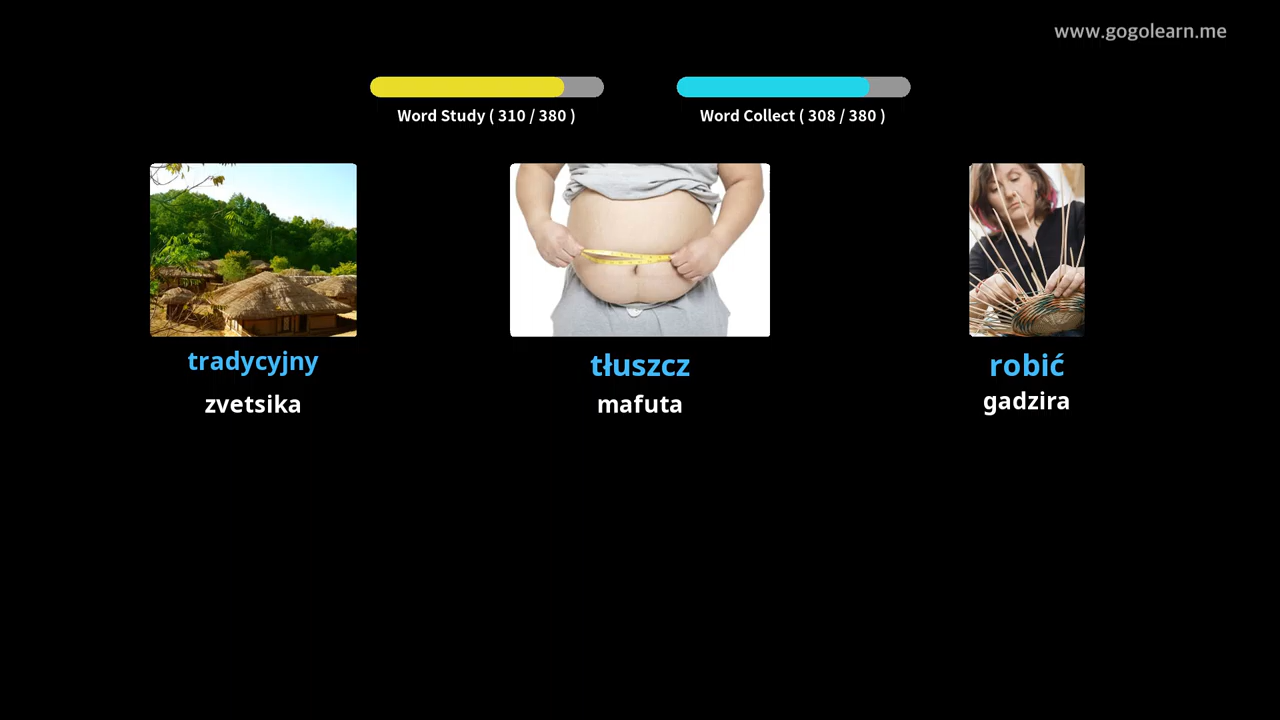 www.gogolearn.me
Word Study ( 310 / 380 )
Word Collect ( 308 / 380 )
tradycyjny
tłuszcz
robić
zvetsika
mafuta
gadzira